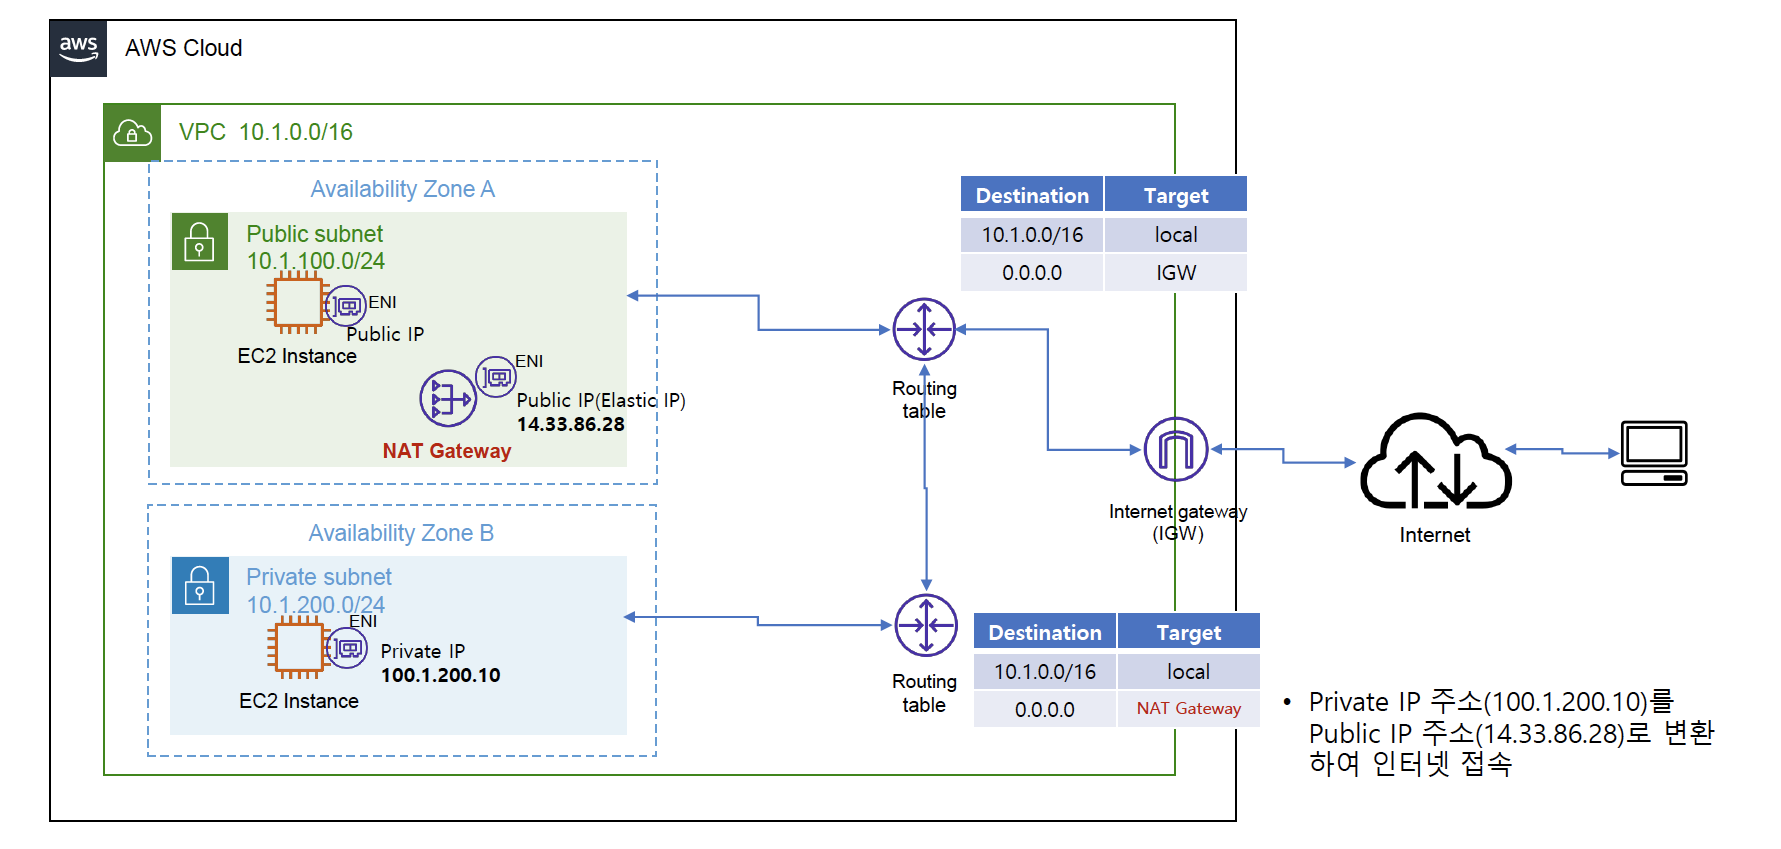 aws
AWS Cloud
VPC 10.1.0.0/16
Availability Zone A
Public subnet
10.1.100.0/24
ENI
Public IP
EC2 Instance
ENI
Public IP(Elastic IP)
14.33.86.28
NAT Gateway
Availability Zone B
Private subnet
10.1.200.0/24
ENI
Private IP
100.1.200.10
EC2 Instance
Destination Target
10.1.0.0/16 local
0.0.0.0 IGW
Routing
table
Internet gateway
(IGW)
Internet
Routing
table
Destination Target
10.1.0.0/16 local
0.0.0.0 NAT Gateway
• Private IP 주소(100.1.200.10)를
Public IP 주소(14.33.86.28)로 변환
하여 인터넷 접속